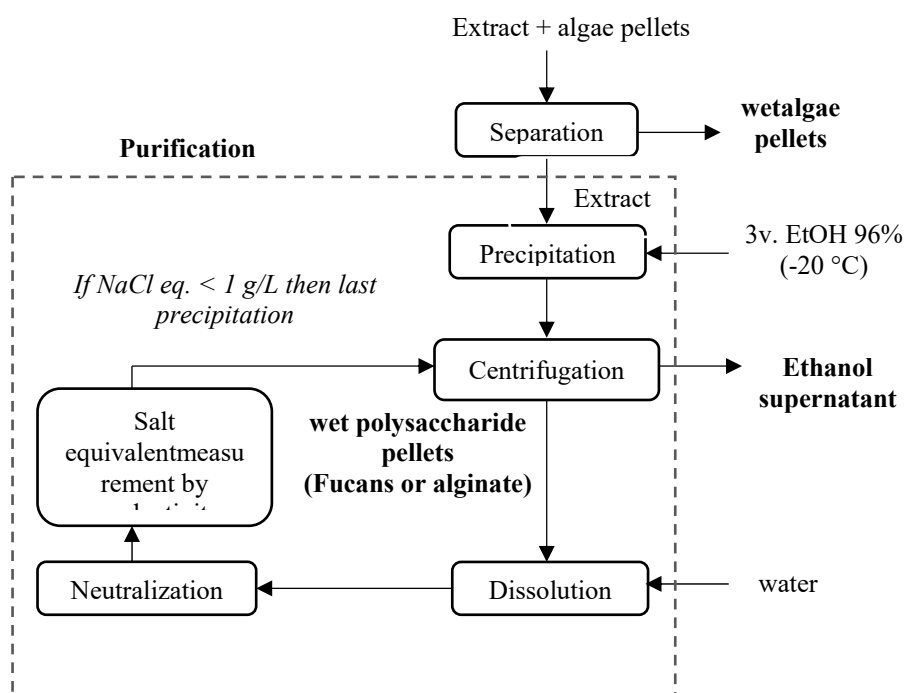 Extract + algae pellets
Separation
wetalgae
pellets
Purification
Extract
Precipitation
3v. EtOH 96%
(-20 °C)
If NaCl eq. < 1 g/L then last
precipitation
Centrifugation
Ethanol
supernatant
Salt
equivalentmeasu
rement by
wet polysaccharide
pellets
(Fucans or alginate)
Neutralization
Dissolution
water